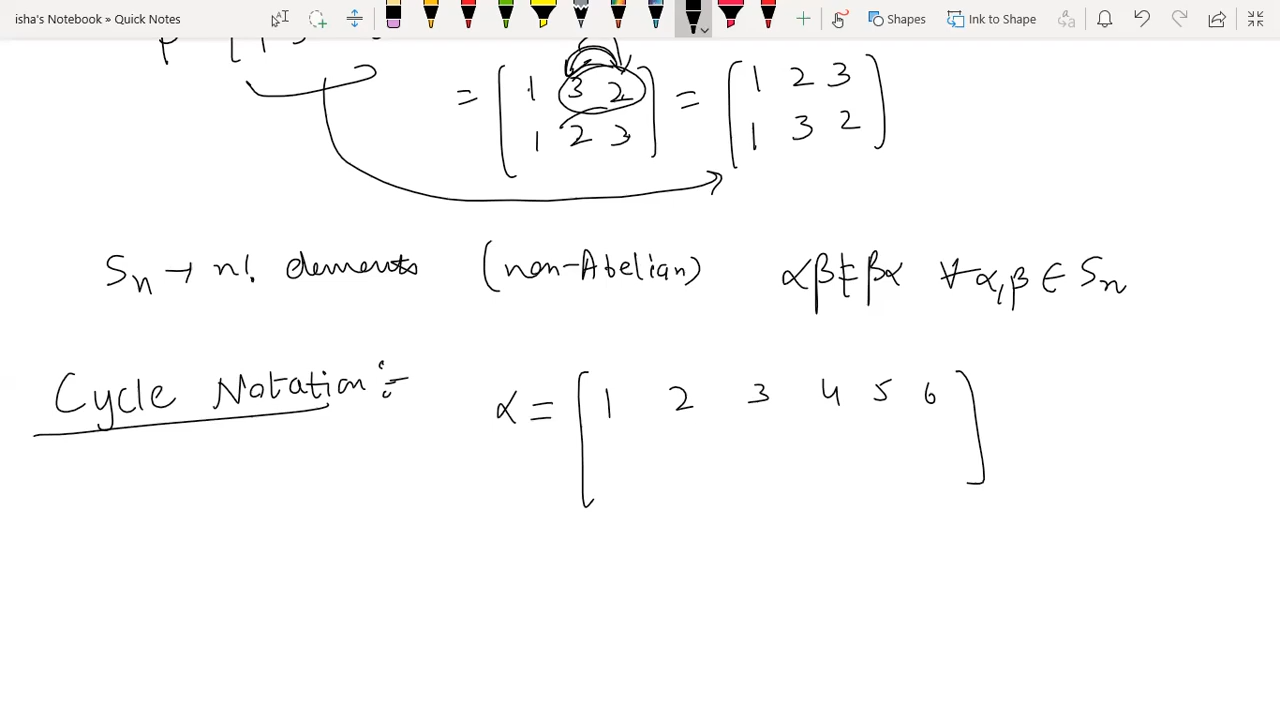 isha's Notebook » Quick Notes
Shapes
Ink to Shape
= [ 1 3 2 ] = [ 1 2 3 ]
[ 1 2 3 ] [ 1 3 2 ]
Sn → n! elements (non-Abelian) αβ ≠ βα ∀ α, β ∈ Sn
Cycle Notation :- α = [ 1 2 3 4 5 6 ]